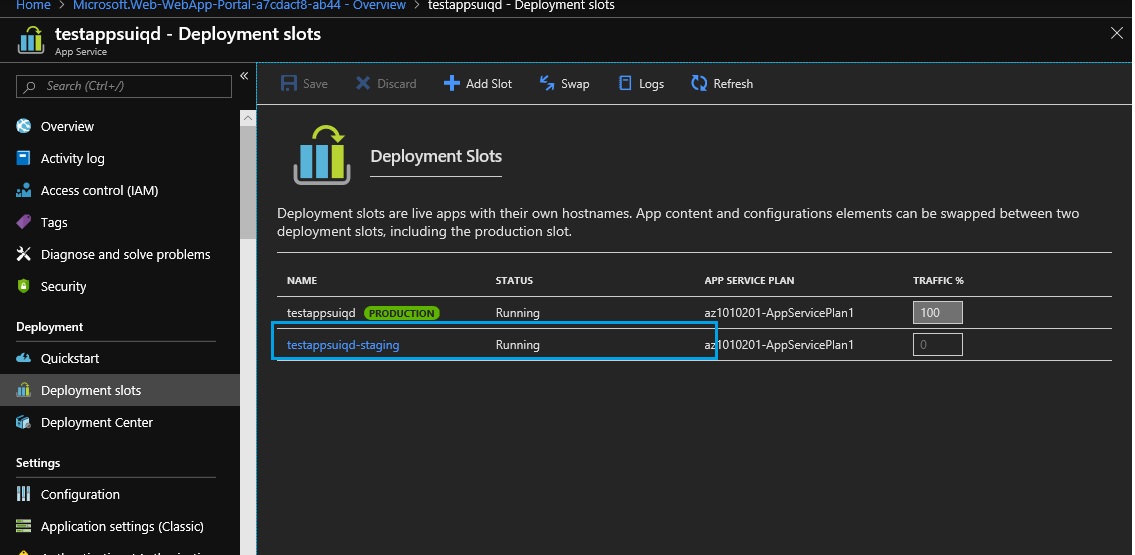 Home > Microsoft.Web-WebApp-Portal-a7cdacf8-ab44 - Overview > testappsuiqd - Deployment slots
testappsuiqd - Deployment slots
App Service
Search (Ctrl+/)
Overview
Activity log
Access control (IAM)
Tags
Diagnose and solve problems
Security
Deployment
Quickstart
Deployment slots
Deployment Center
Settings
Configuration
Application settings (Classic)
Save Discard Add Slot Swap Logs Refresh
Deployment Slots
Deployment slots are live apps with their own hostnames. App content and configurations elements can be swapped between two
deployment slots, including the production slot.
NAME STATUS APP SERVICE PLAN TRAFFIC %
testappsuiqd PRODUCTION Running az1010201-AppServicePlan1 100
testappsuiqd-staging Running az1010201-AppServicePlan1 0